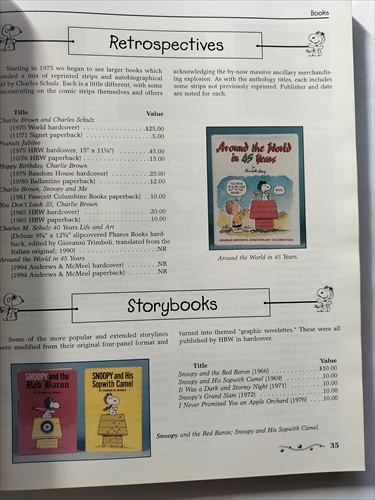 Books
Retrospectives
Starting in 1975 we began to see larger books which
ended a mix of reprinted strips and autobiographical
xt by Charles Schulz. Each is a little different, with some
ncentrating on the comic strips themselves and others
acknowledging the by-now massive ancillary merchandis-
ing explosion. As with the anthology titles, each includes
some strips not previously reprinted. Publisher and date
are noted for each.
Title Value
Charlie Brown and Charles Schulz
(1970 World hardcover) $25.00
(11/71 Signet paperback) 5.00
Peanuts Jubilee
(1975 HRW hardcover, 15" x 11¼") 45.00
(10/76 HRW paperback) 15.00
Happy Birthday, Charlie Brown
(1979 Random House hardcover) 25.00
(10/80 Ballantine paperback) 12.00
Charlie Brown, Snoopy and Me
(1981 Fawcett Columbine Books paperback) 10.00
You Don't Look 35, Charlie Brown
(1985 HRW hardcover) 20.00
(1985 HRW paperback) 10.00
Charles M. Schulz 40 Years Life and Art
(Deluxe 9¾" x 12¾" slipcovered Pharos Books hard-
back, edited by Giovanni Trimboli, translated from the
Italian original; 1990) NR
Around the World in 45 Years
(1994 Andrews & McMeel hardcover) NR
(1994 Andrews & McMeel paperback) NR
Around the World
in 45 Years
CHARLIE BROWN'S ANNIVERSARY CELEBRATION
Around the World in 45 Years.
Storybooks
Some of the more popular and extended storylines
were modified from their original four-panel format and
turned into themed "graphic novelettes." These were all
published by HRW in hardcover.
SNOOPY and the
Red Baron
SNOOPY and His
Sopwith Camel
Title Value
Snoopy and the Red Baron (1966) $10.00
Snoopy and His Sopwith Camel (1969) 10.00
It Was a Dark and Stormy Night (1971) 10.00
Snoopy's Grand Slam (1972) 10.00
I Never Promised You an Apple Orchard (1976) 10.00
Snoopy and the Red Baron; Snoopy and His Sopwith Camel.
35